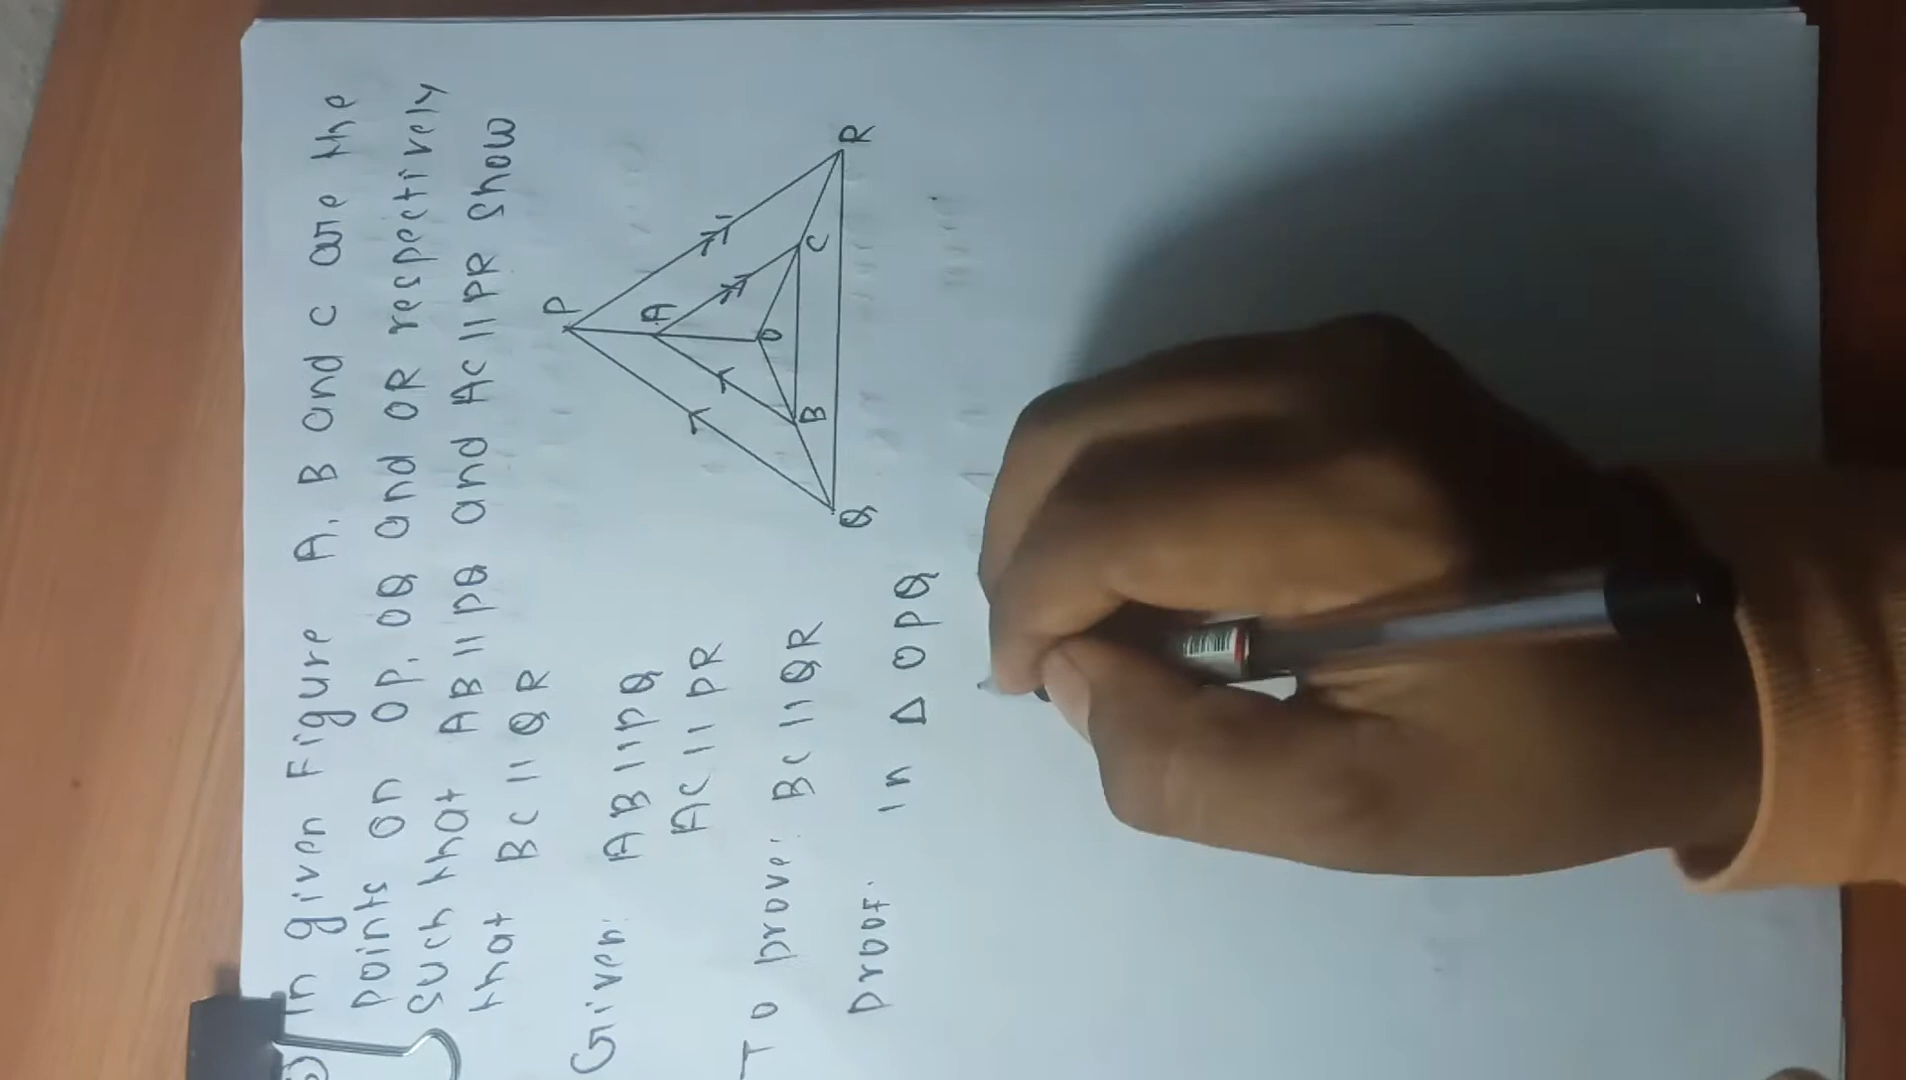 In given Figure A, B and C are the
points on OP, OQ and OR respectively
such that AB || PQ and AC || PR show
that BC || QR
Given: AB || PQ
AC || PR
To prove: BC || QR
Proof: In Δ OPQ
P
A
O
B
C
Q
R